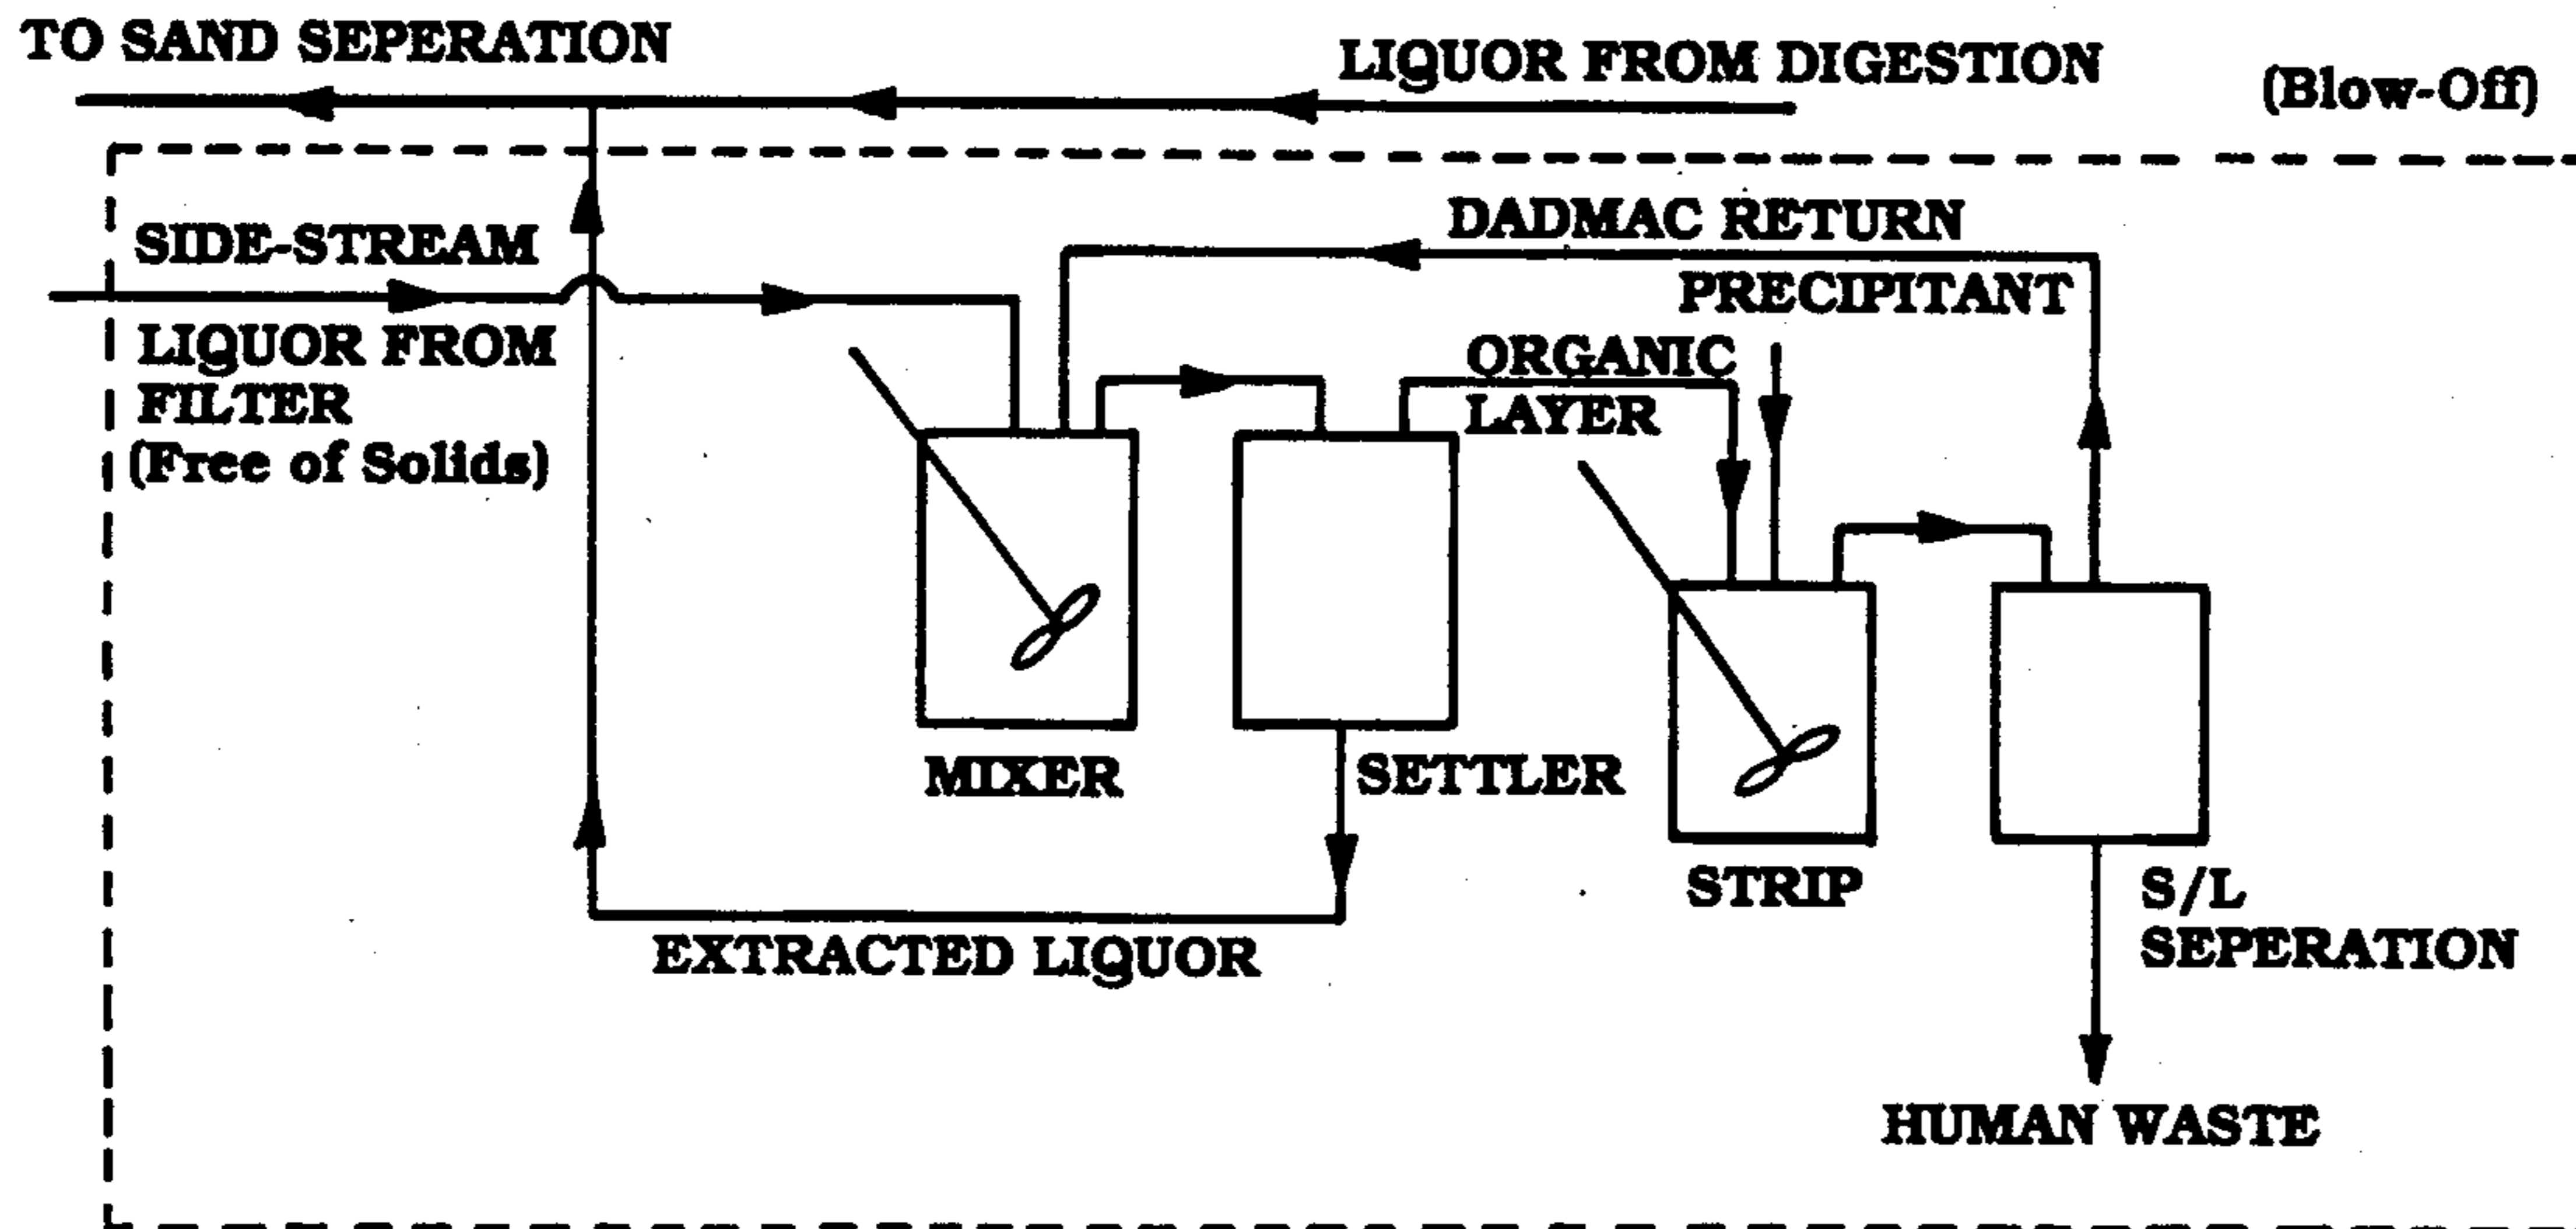 TO SAND SEPERATION
LIQUOR FROM DIGESTION
(Blow-Off)
SIDE-STREAM
LIQUOR FROM
FILTER
(Free of Solids)
DADMAC RETURN
PRECIPITANT
ORGANIC
LAYER
MIXER
SETTLER
STRIP
S/L
SEPERATION
EXTRACTED LIQUOR
HUMAN WASTE